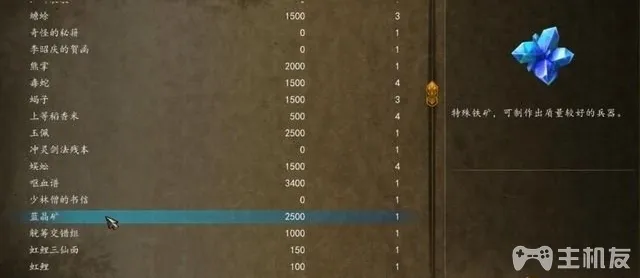 蟾蜍 1500 3
奇怪的秘籍 0 1
李昭庆的贺函 0 1
熊掌 2000 1
毒蛇 1500 4
蝎子 1500 3
上等稻香米 500 4
玉佩 2500 1
冲灵剑法残本 0 1
蜈蚣 1500 4
呕血谱 3400 1
少林僧的书信 0 1
蓝晶矿 2500 1
觥筹交错组 1000 1
虹鲤三仙面 150 1
虹鲤 100 1
特殊铁矿,可制作出质量较好的兵器。
主机友